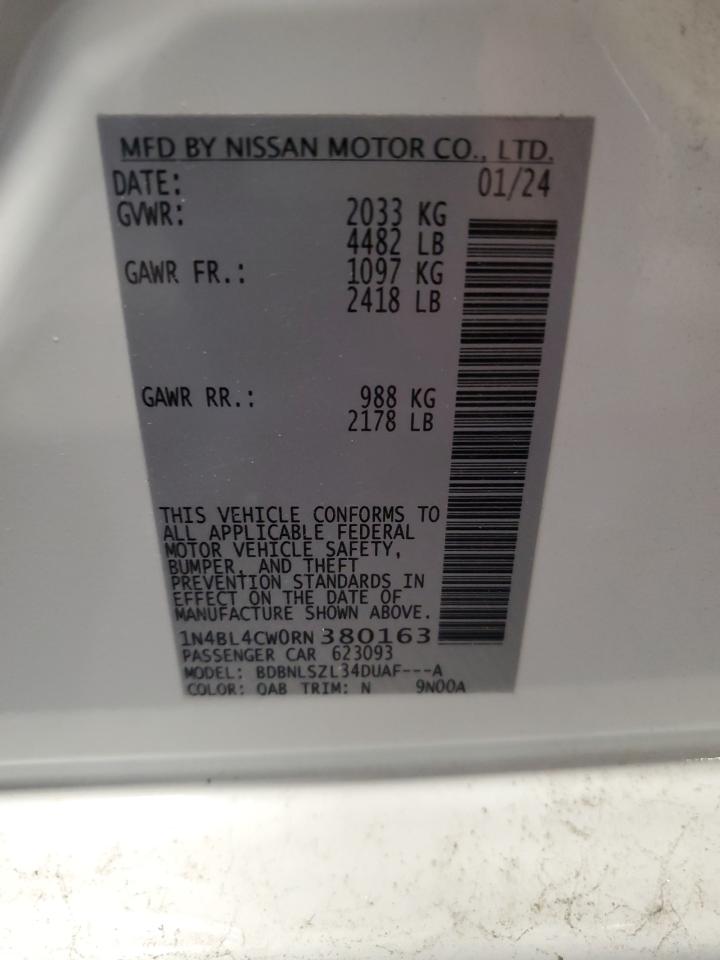 MFD BY NISSAN MOTOR CO., LTD.
DATE: 01/24
GVWR: 2033 KG
4482 LB
GAWR FR.: 1097 KG
2418 LB
GAWR RR.: 988 KG
2178 LB
THIS VEHICLE CONFORMS TO
ALL APPLICABLE FEDERAL
MOTOR VEHICLE SAFETY,
BUMPER, AND THEFT
PREVENTION STANDARDS IN
EFFECT ON THE DATE OF
MANUFACTURE SHOWN ABOVE.
1N4BL4CW0RN380163
PASSENGER CAR 623093
MODEL: BDBNLSZL34DUAF---A
COLOR: QAB TRIM: N 9N00A